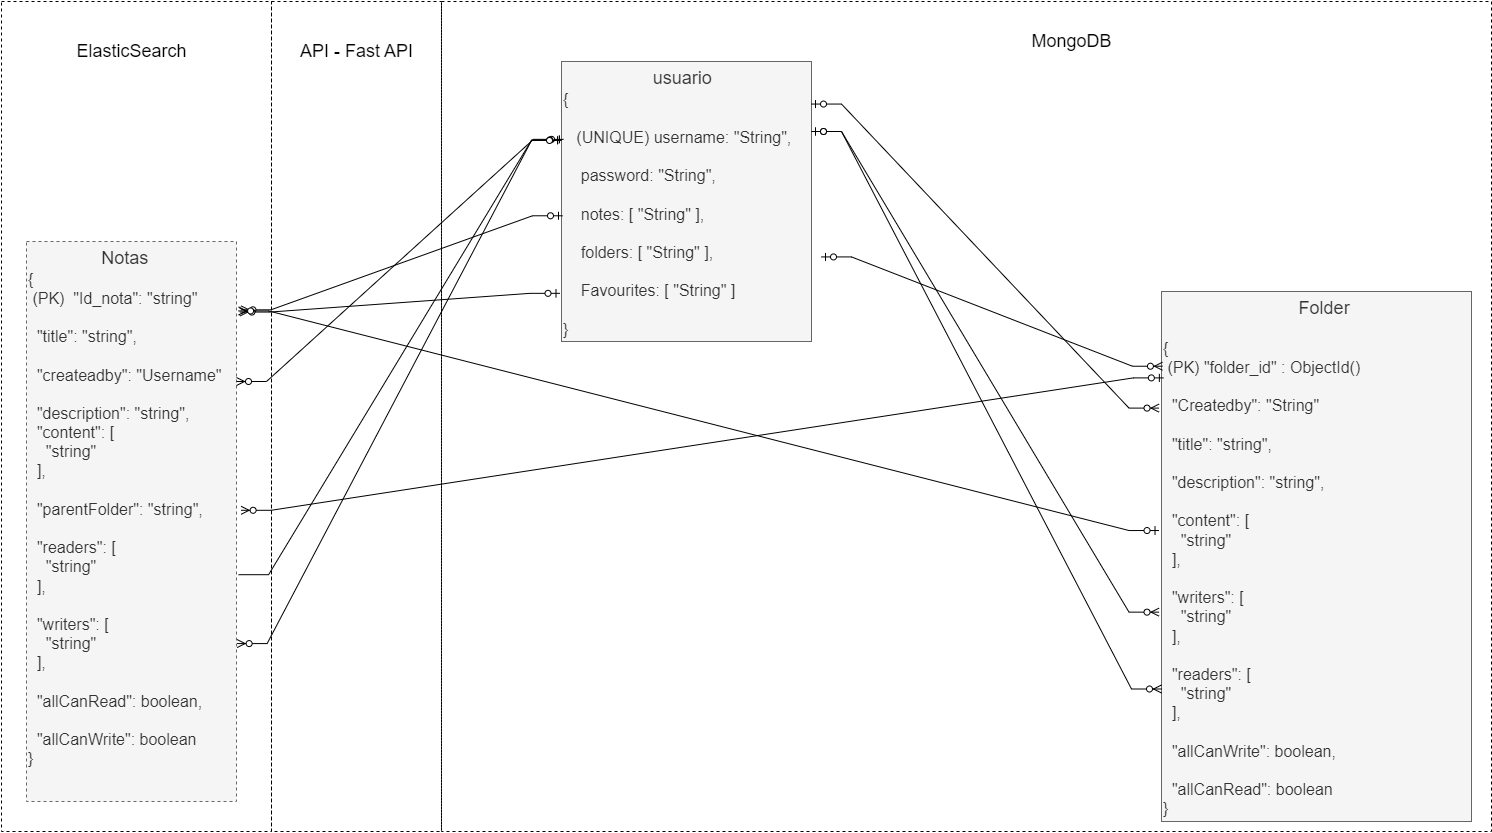 ElasticSearch
API - Fast API
MongoDB
usuario
{
(UNIQUE) username: "String",
password: "String",
notes: [ "String" ],
folders: [ "String" ],
Favourites: [ "String" ]
}
Notas
{
(PK)  "Id_nota": "string"
"title": "string",
"createadby": "Username"
"description": "string",
"content": [
"string"
],
"parentFolder": "string",
"readers": [
"string"
],
"writers": [
"string"
],
"allCanRead": boolean,
"allCanWrite": boolean
}
Folder
{
(PK) "folder_id" : ObjectId()
"Createdby": "String"
"title": "string",
"description": "string",
"content": [
"string"
],
"writers": [
"string"
],
"readers": [
"string"
],
"allCanWrite": boolean,
"allCanRead": boolean
}